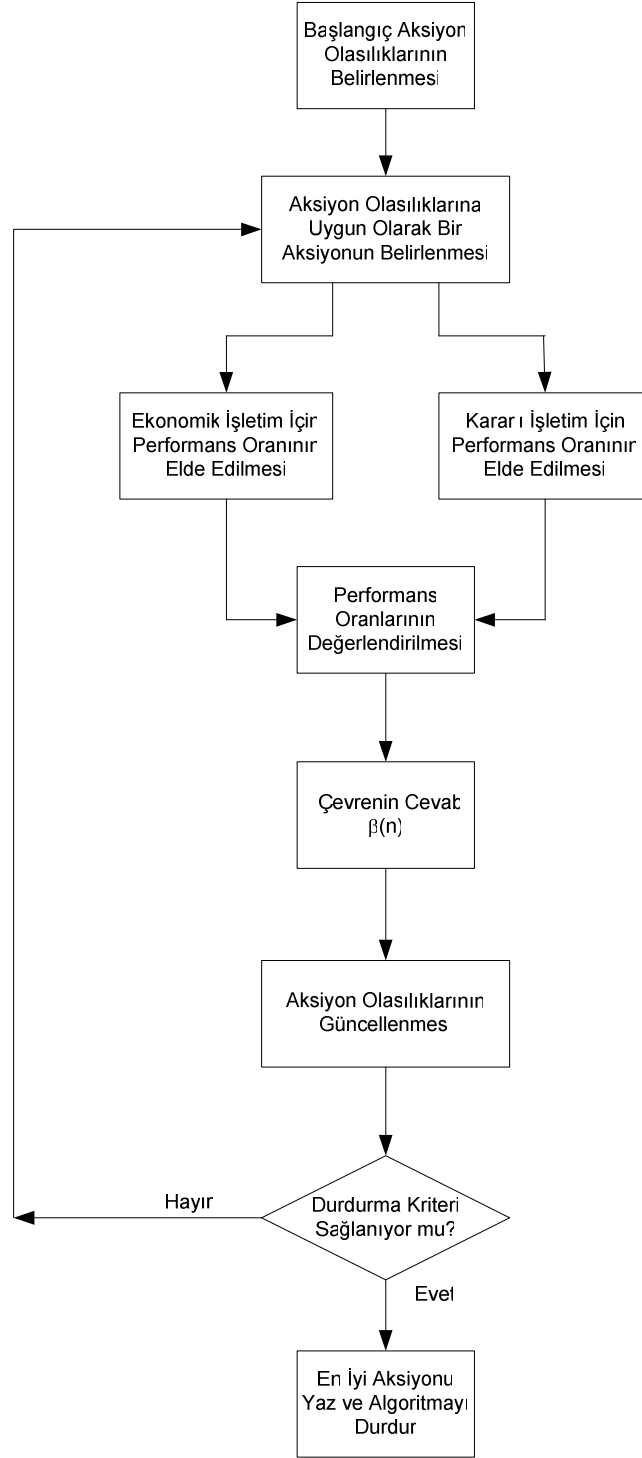 Başlangıç Aksiyon
Olasılıklarının
Belirlenmesi
Aksiyon Olasılıklarına
Uygun Olarak Bir
Aksiyonun Belirlenmesi
Ekonomik İşletim İçin
Performans Oranının
Elde Edilmesi
Kararlı İşletim İçin
Performans Oranının
Elde Edilmesi
Performans
Oranlarının
Değerlendirilmesi
Çevrenin Cevab
β(n)
Aksiyon Olasılıklarının
Güncellenmes
Durdurma Kriteri
Sağlanıyor mu?
Hayır
Evet
En İyi Aksiyonu
Yaz ve Algoritmayı
Durdur